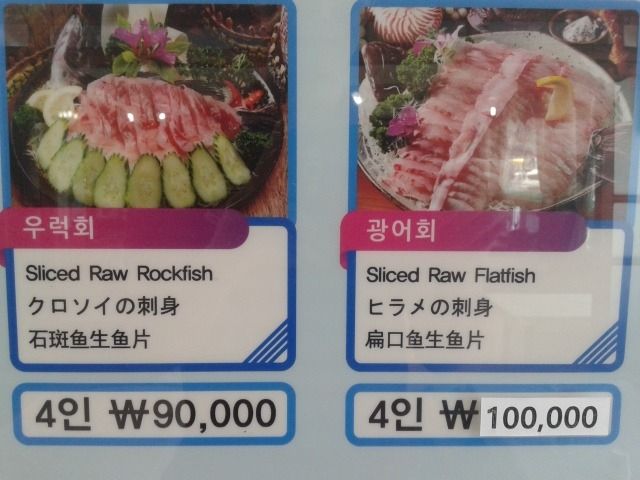 우럭회
Sliced Raw Rockfish
クロソイの刺身
石斑鱼生鱼片
4인 ₩90,000
광어회
Sliced Raw Flatfish
ヒラメの刺身
扁口鱼生鱼片
4인 ₩100,000